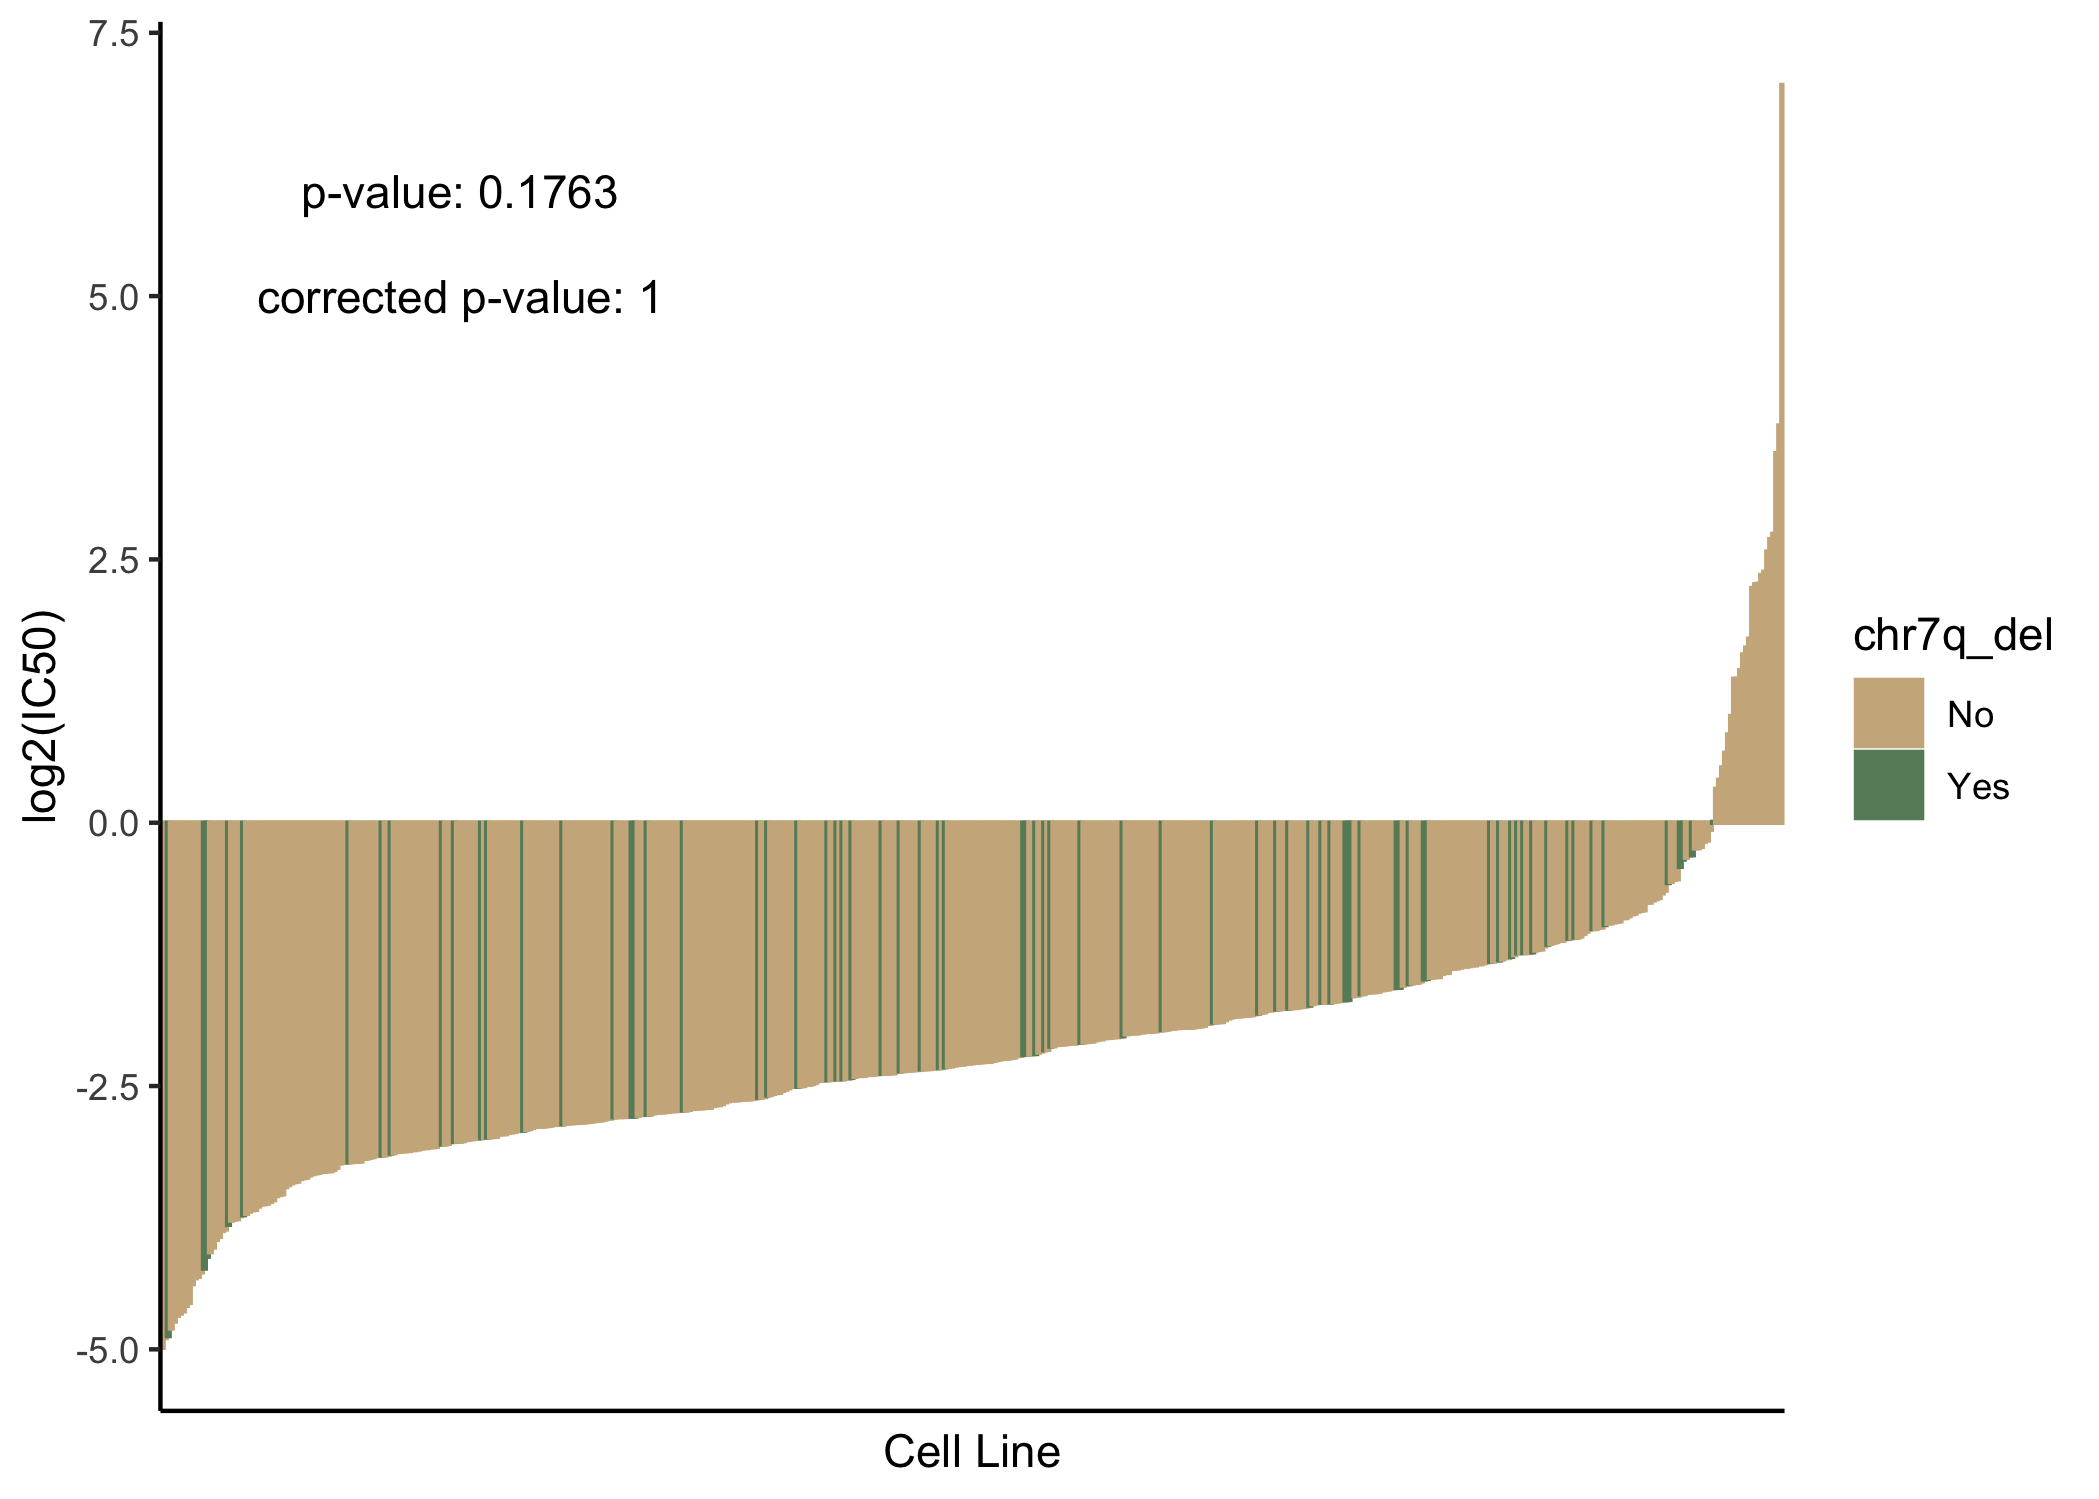 7.5
p-value: 0.1763
5.0
corrected p-value: 1
2.5
log2(IC50)
chr7q_del
No
Yes
0.0
-2.5
-5.0
Cell Line